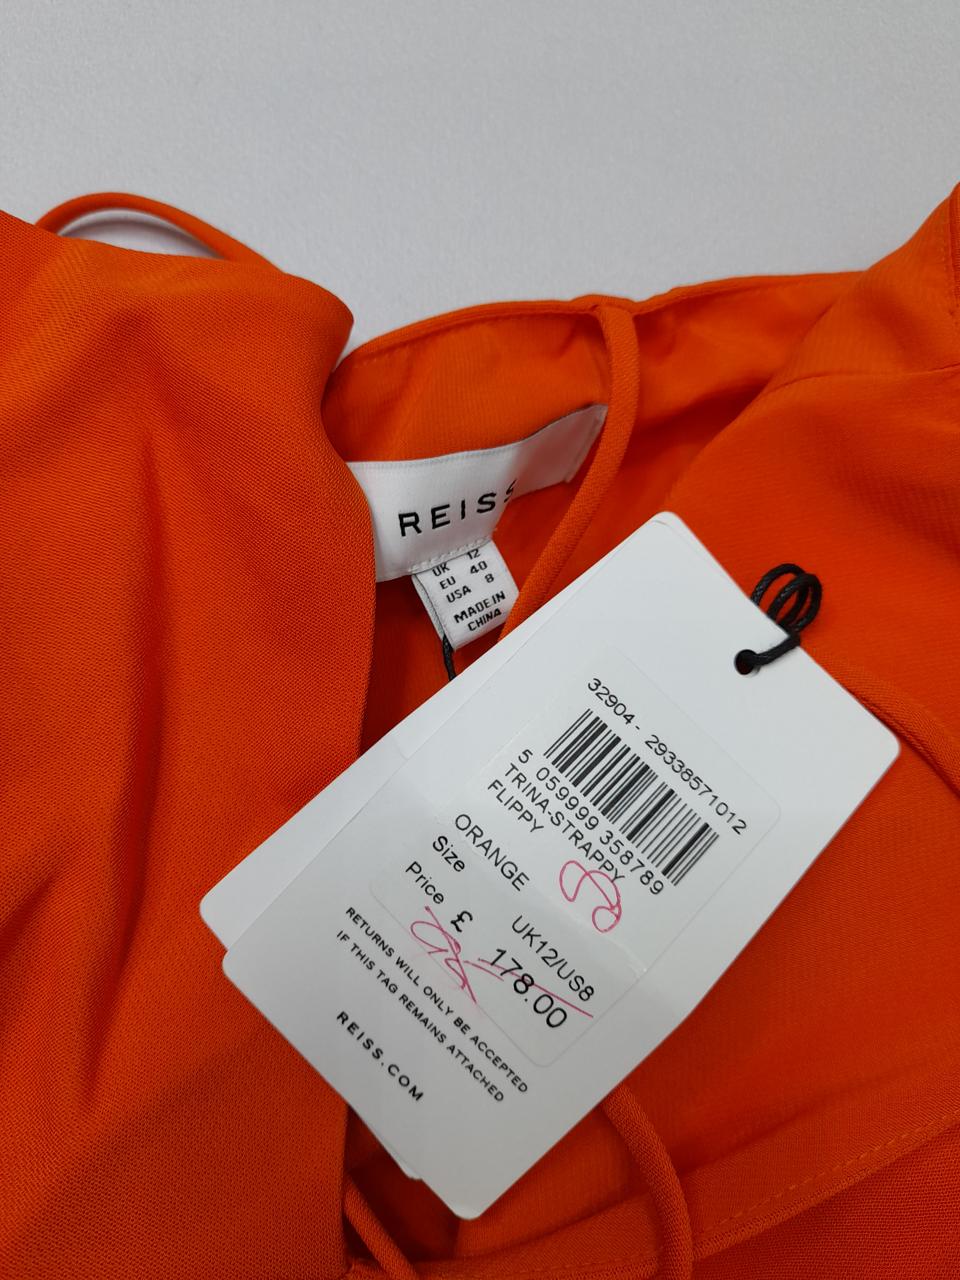 REISS
UK 12
EU 40
USA 8
MADE IN
CHINA
32904 - 29338571012
5 059999 358789
TRINA-STRAPPY
FLIPPY
ORANGE
Size UK12/US8
Price £ 178.00
RETURNS WILL ONLY BE ACCEPTED
IF THIS TAG REMAINS ATTACHED
REISS.COM